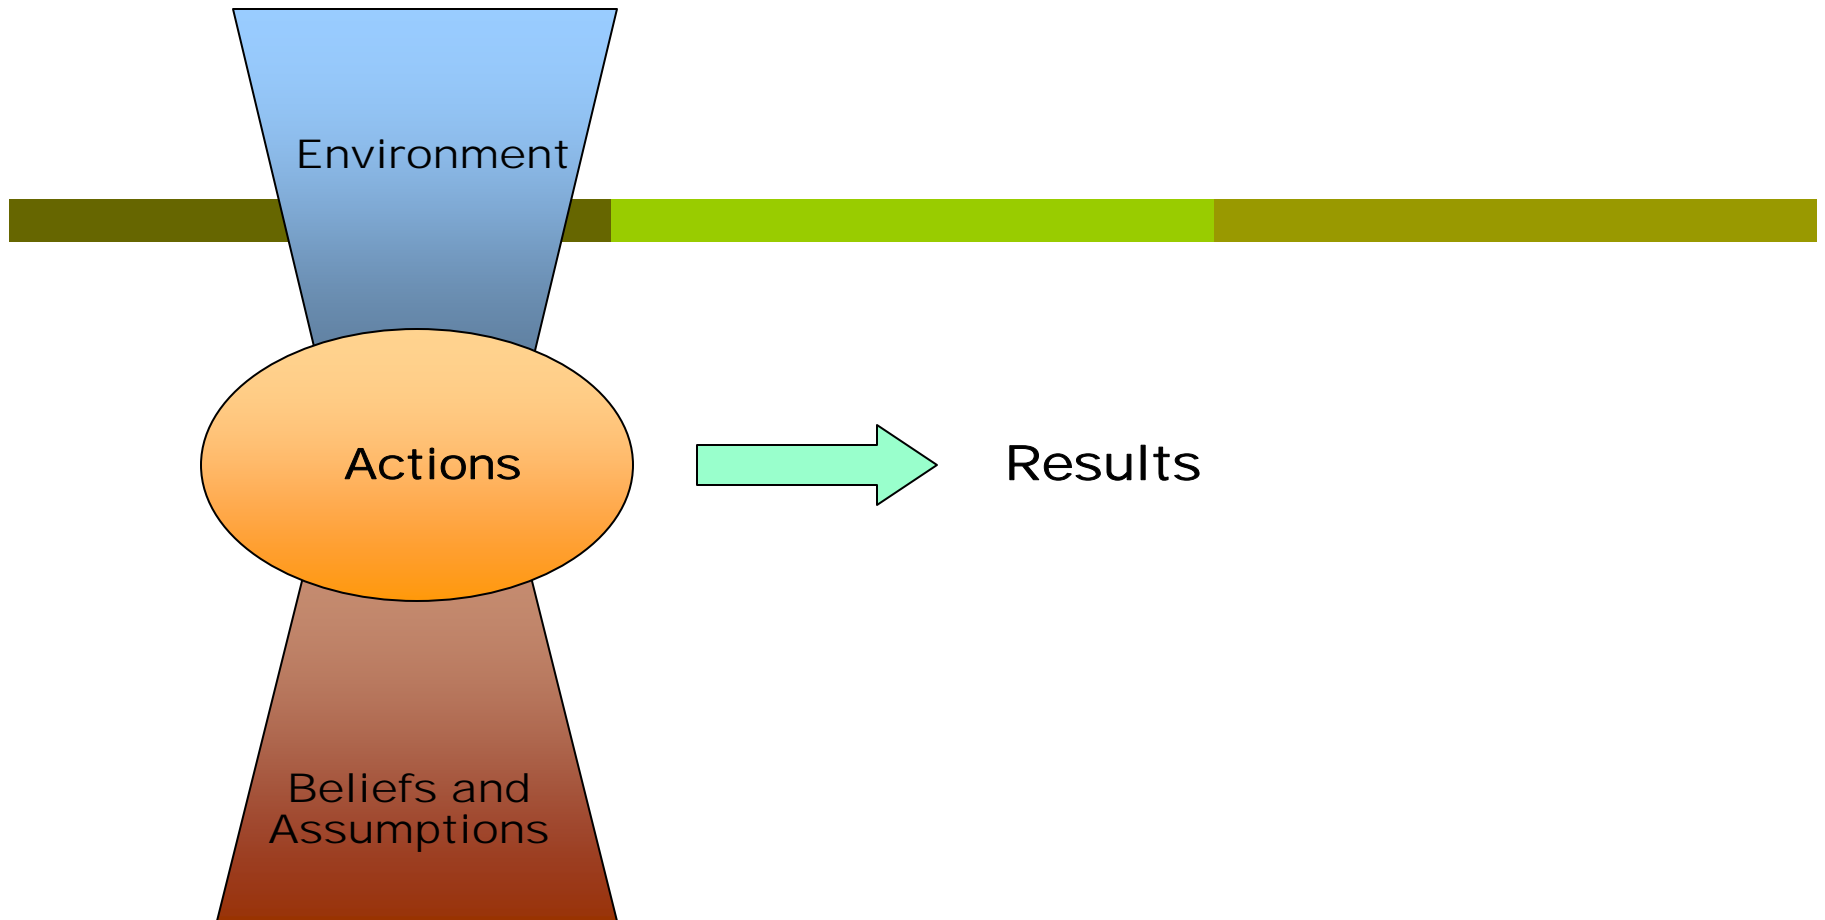 Environment
Actions
Results
Beliefs and
Assumptions